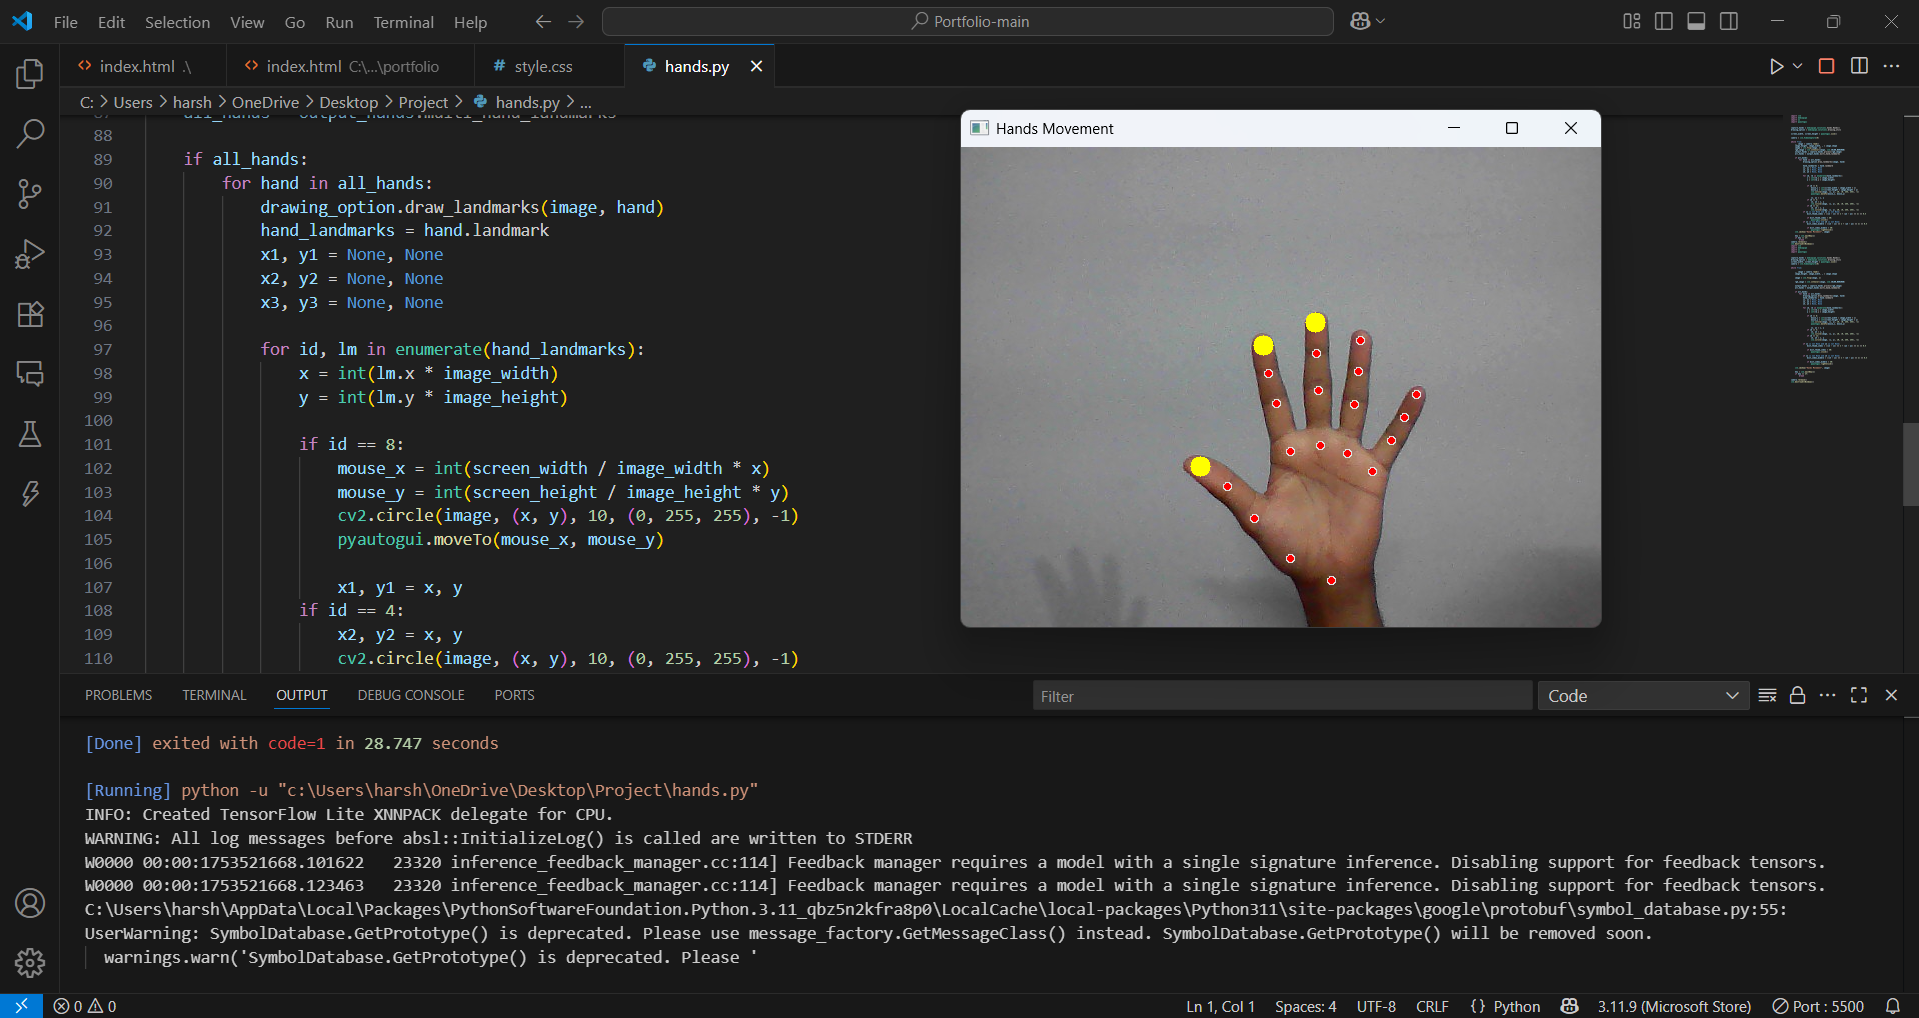 File Edit Selection View Go Run Terminal Help Portfolio-main
index.html .\ index.html C:\...\portfolio # style.css hands.py
C: > Users > harsh > OneDrive > Desktop > Project > hands.py > ...
88
89 if all_hands:
90 for hand in all_hands:
91 drawing_option.draw_landmarks(image, hand)
92 hand_landmarks = hand.landmark
93 x1, y1 = None, None
94 x2, y2 = None, None
95 x3, y3 = None, None
96
97 for id, lm in enumerate(hand_landmarks):
98 x = int(lm.x * image_width)
99 y = int(lm.y * image_height)
100
101 if id == 8:
102 mouse_x = int(screen_width / image_width * x)
103 mouse_y = int(screen_height / image_height * y)
104 cv2.circle(image, (x, y), 10, (0, 255, 255), -1)
105 pyautogui.moveTo(mouse_x, mouse_y)
106
107 x1, y1 = x, y
108 if id == 4:
109 x2, y2 = x, y
110 cv2.circle(image, (x, y), 10, (0, 255, 255), -1)
Hands Movement
PROBLEMS TERMINAL OUTPUT DEBUG CONSOLE PORTS Filter Code
[Done] exited with code=1 in 28.747 seconds
[Running] python -u "c:\Users\harsh\OneDrive\Desktop\Project\hands.py"
INFO: Created TensorFlow Lite XNNPACK delegate for CPU.
WARNING: All log messages before absl::InitializeLog() is called are written to STDERR
W0000 00:00:1753521668.101622 23320 inference_feedback_manager.cc:114] Feedback manager requires a model with a single signature inference. Disabling support for feedback tensors.
W0000 00:00:1753521668.123463 23320 inference_feedback_manager.cc:114] Feedback manager requires a model with a single signature inference. Disabling support for feedback tensors.
C:\Users\harsh\AppData\Local\Packages\PythonSoftwareFoundation.Python.3.11_qbz5n2kfra8p0\LocalCache\local-packages\Python311\site-packages\google\protobuf\symbol_database.py:55:
UserWarning: SymbolDatabase.GetPrototype() is deprecated. Please use message_factory.GetMessageClass() instead. SymbolDatabase.GetPrototype() will be removed soon.
warnings.warn('SymbolDatabase.GetPrototype() is deprecated. Please '
0 0 Ln 1, Col 1 Spaces: 4 UTF-8 CRLF {} Python 3.11.9 (Microsoft Store) Port : 5500